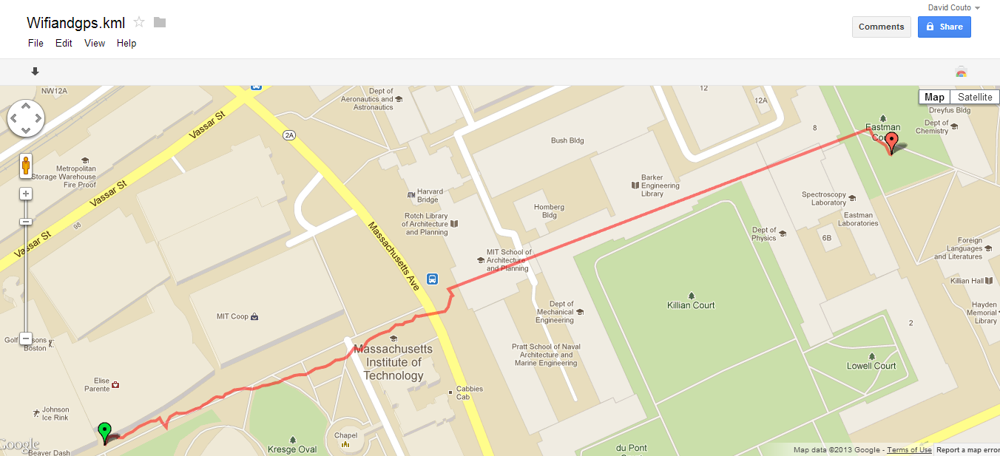 David Couto
Wifiandgps.kml
Comments
Share
File Edit View Help
Map Satellite
NW12A
Dept of
Aeronautics and
Astronautics
12
12A
Dreyfus Bldg
Vassar St
2A
8
Eastman
Dept of
Chemistry
Bush Bldg
Metropolitan
Storage Warehouse
Fire Proof
Barker
Engineering
Library
Vassar St
Harvard
Bridge
ATM
Spectroscopy
Laboratory
Homberg
Bldg
Rotch Library
of Architecture
and Planning
Eastman
Laboratories
98
Vassar St
Massachusetts Ave
Dept of
Physics
6B
Foreign
Languages
and Literatures
MIT School of
Architecture
and Planning
Killian Hall
Killian Court
Dept of
Mechanical
Engineering
Hayden
Memorial
Library
MIT Coop
2
Golf
Boston
Massachusetts
Institute of
Technology
Pratt School of Naval
Architecture and
Marine Engineering
Lowell Court
Elise
Parente
Cabbies
Cab
Johnson
Ice Rink
Chapel
Kresge Oval
du Pont
Google
Beaver Dash
Map data ©2013 Google - Terms of Use Report a map error